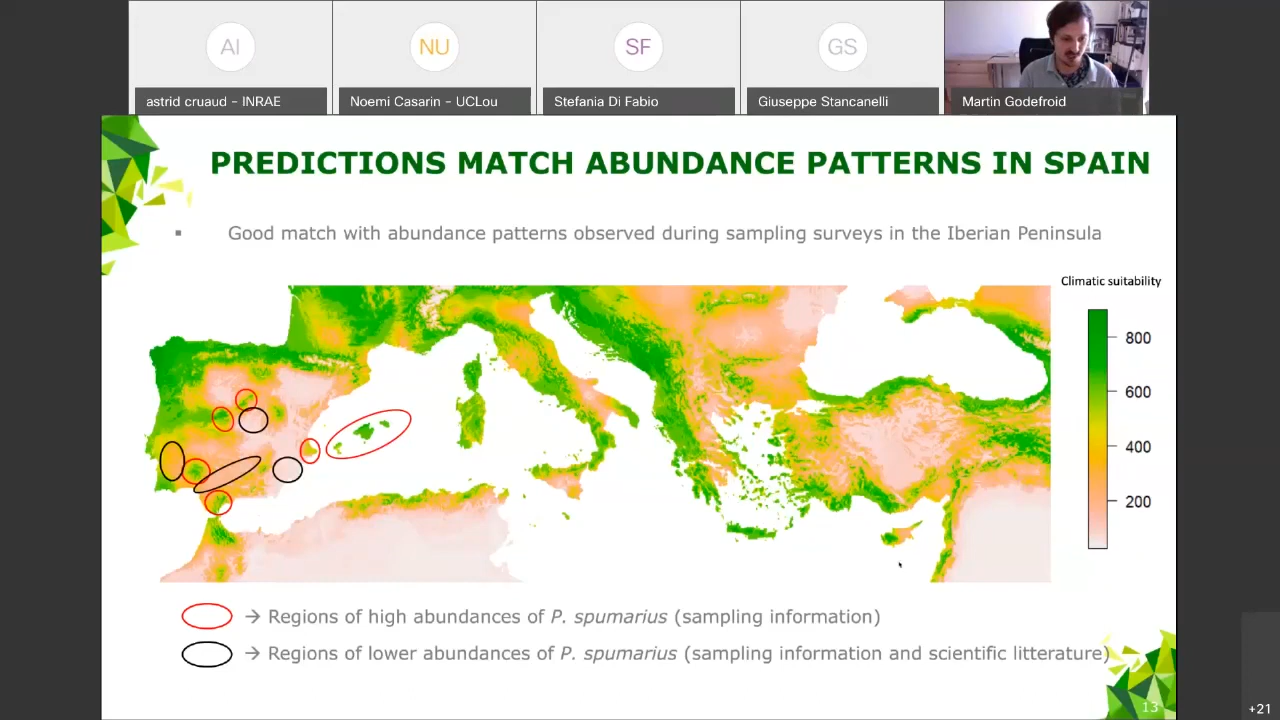 AI
NU
SF
GS
astrid cruaud - INRAE
Noemi Casarin - UCLou
Stefania Di Fabio
Giuseppe Stancanelli
Martin Godefroid
PREDICTIONS MATCH ABUNDANCE PATTERNS IN SPAIN
▪ Good match with abundance patterns observed during sampling surveys in the Iberian Peninsula
Climatic suitability
800
600
400
200
→ Regions of high abundances of P. spumarius (sampling information)
→ Regions of lower abundances of P. spumarius (sampling information and scientific litterature)
13
+21